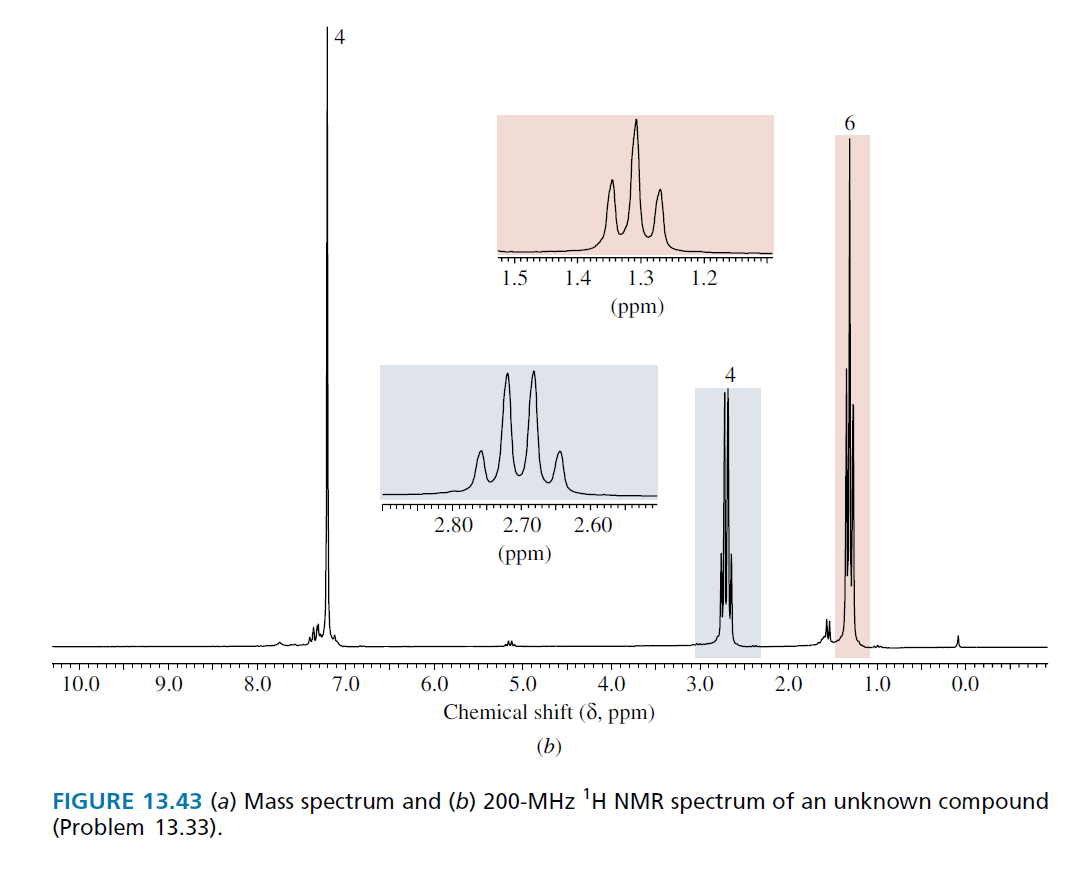 4
6
1.5 1.4 1.3 1.2
(ppm)
4
2.80 2.70 2.60
(ppm)
10.0 9.0 8.0 7.0 6.0 5.0 4.0 3.0 2.0 1.0 0.0
Chemical shift (δ, ppm)
(b)
FIGURE 13.43 (a) Mass spectrum and (b) 200-MHz ¹H NMR spectrum of an unknown compound
(Problem 13.33).